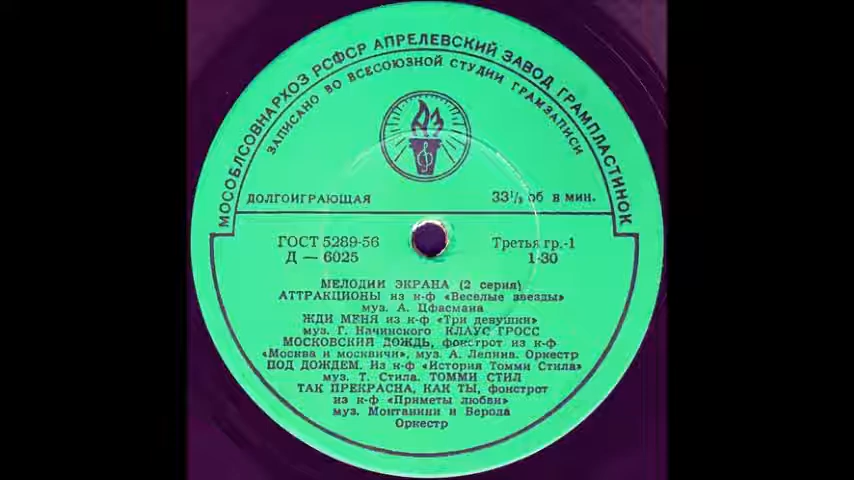 МОСОБЛСОВНАРХОЗ РСФСР АПРЕЛЕВСКИЙ ЗАВОД ГРАМПЛАСТИНОК
ЗАПИСАНО ВО ВСЕСОЮЗНОЙ СТУДИИ ГРАМЗАПИСИ
ДОЛГОИГРАЮЩАЯ 33⅓ об в мин.
ГОСТ 5289-56 Третья гр.-1
Д — 6025 1-30
МЕЛОДИИ ЭКРАНА (2 серия)
АТТРАКЦИОНЫ из к-ф «Веселые звезды»
муз. А. Цфасмана
ЖДИ МЕНЯ из к-ф «Три девушки»
муз. Г. Начинского КЛАУС ГРОСС
МОСКОВСКИЙ ДОЖДЬ, фокстрот из к-ф
«Москва и москвичи», муз. А. Лепина. Оркестр
ПОД ДОЖДЕМ. Из к-ф «История Томми Стила»
муз. Т. Стила. ТОММИ СТИЛ
ТАК ПРЕКРАСНА, КАК ТЫ, фокстрот
из к-ф «Приметы любви»
муз. Монтанини и Верола
Оркестр